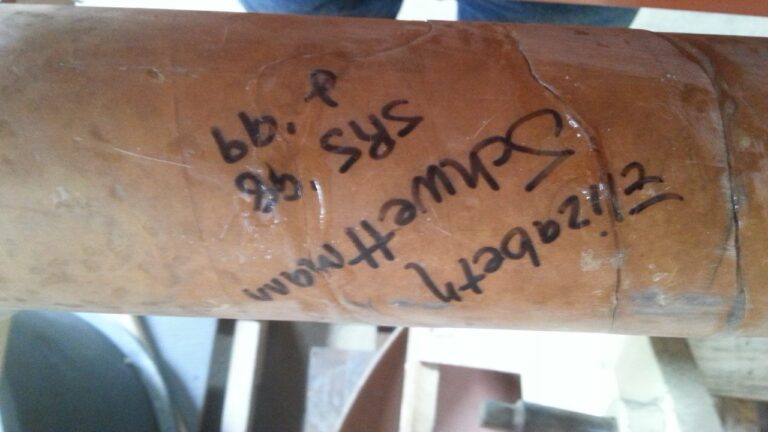 Elizabeth
Schwettmann
SRS '98
& '99